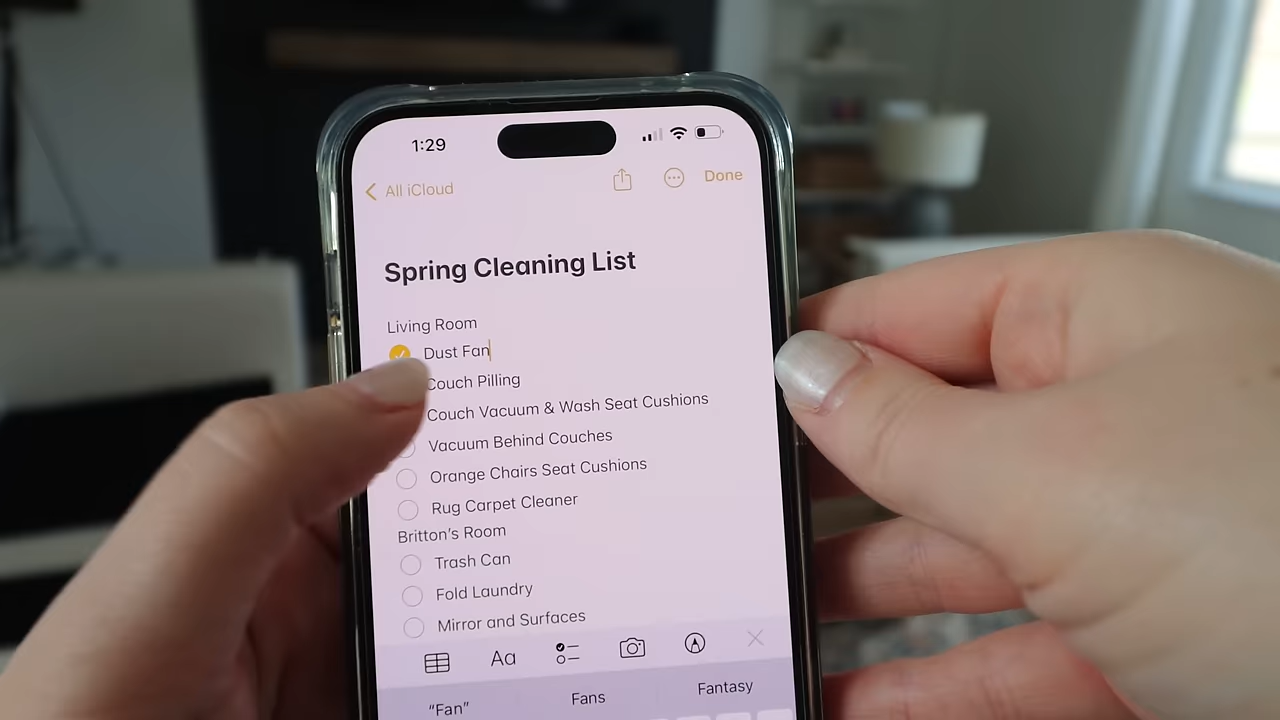 1:29
All iCloud
Done
Spring Cleaning List
Living Room
Dust Fan
Couch Pilling
Couch Vacuum & Wash Seat Cushions
Vacuum Behind Couches
Orange Chairs Seat Cushions
Rug Carpet Cleaner
Britton's Room
Trash Can
Fold Laundry
Mirror and Surfaces
Aa
“Fan” Fans Fantasy